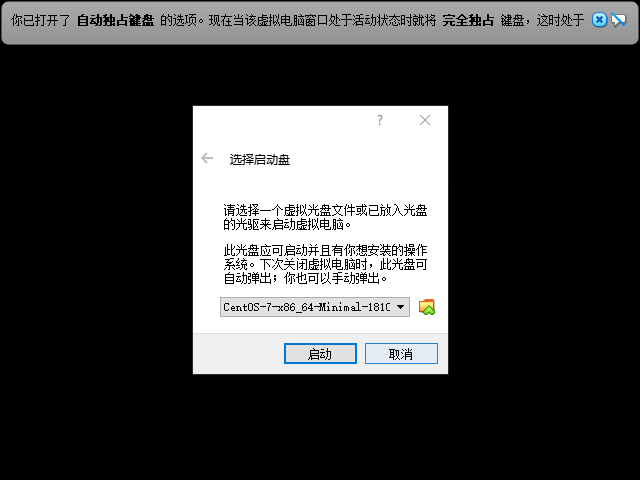 你已打开了 自动独占键盘 的选项。现在当该虚拟电脑窗口处于活动状态时就将 完全独占 键盘，这时处于
?
选择启动盘
请选择一个虚拟光盘文件或已放入光盘
的光驱来启动虚拟电脑。
此光盘应可启动并且有你想安装的操作
系统。下次关闭虚拟电脑时，此光盘可
自动弹出；你也可以手动弹出。
CentOS-7-x86_64-Minimal-1810
启动
取消